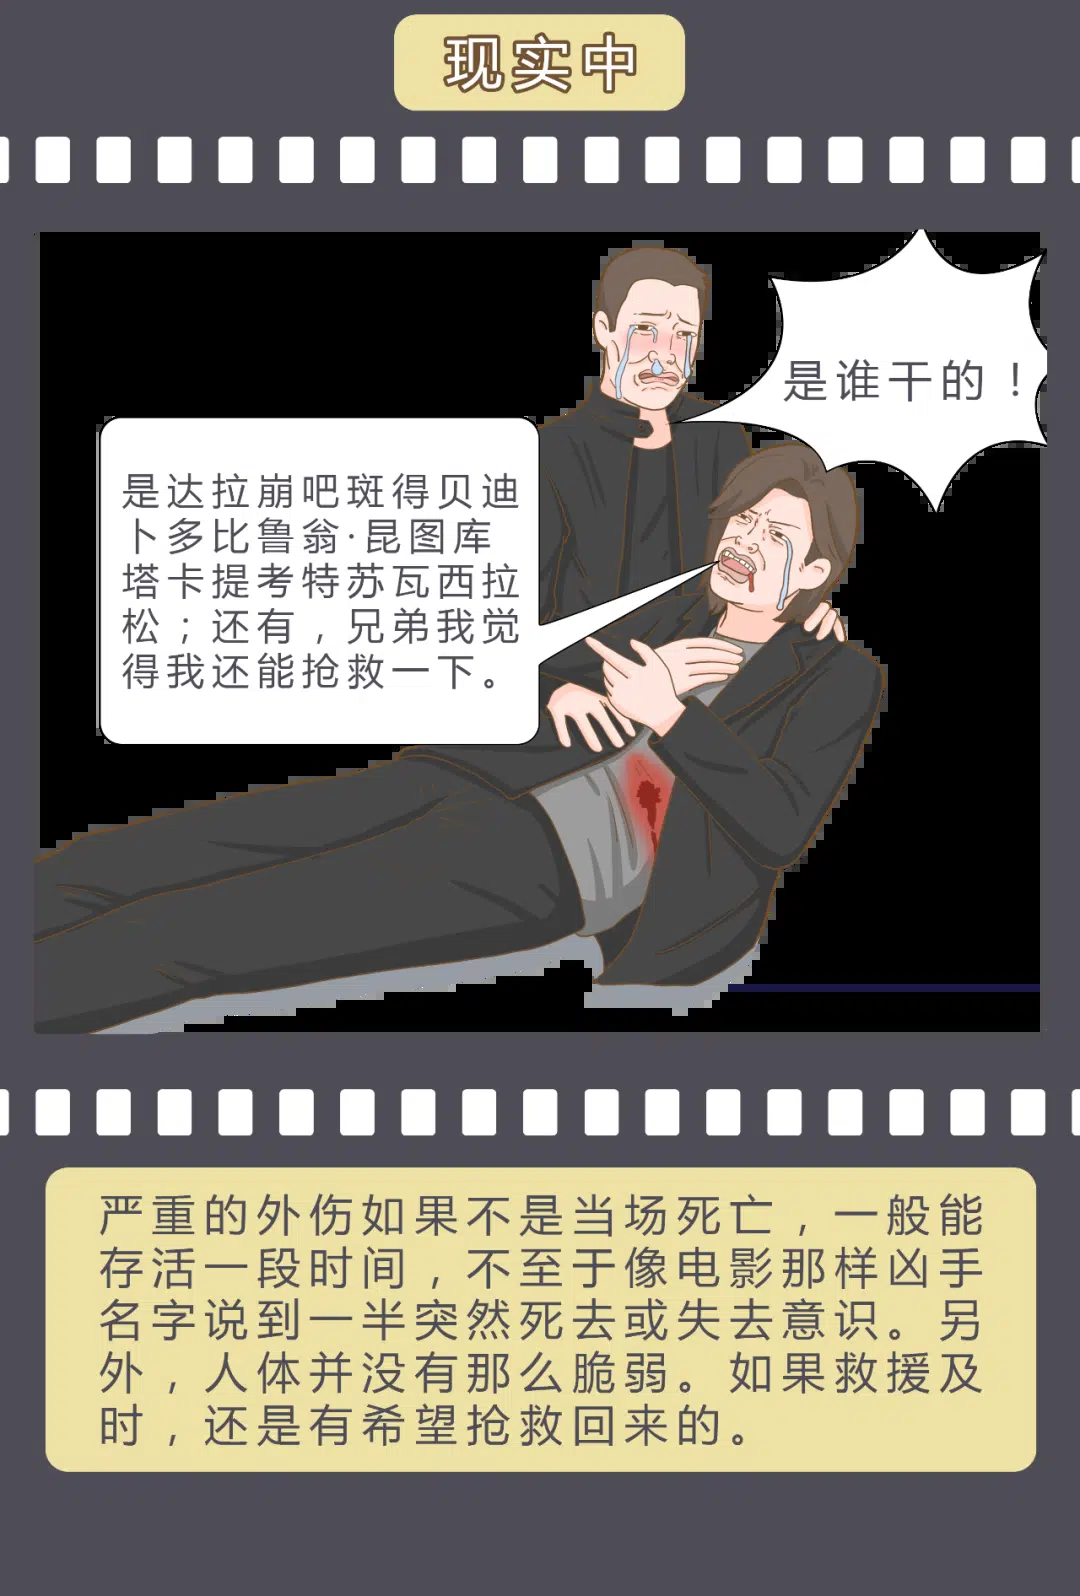 现实中
是谁干的！
是达拉崩吧斑得贝迪
卜多比鲁翁·昆图库
塔卡提考特苏瓦西拉
松；还有，兄弟我觉
得我还能抢救一下。
严重的外伤如果不是当场死亡，一般能
存活一段时间，不至于像电影那样凶手
名字说到一半突然死去或失去意识。另
外，人体并没有那么脆弱。如果救援及
时，还是有希望抢救回来的。